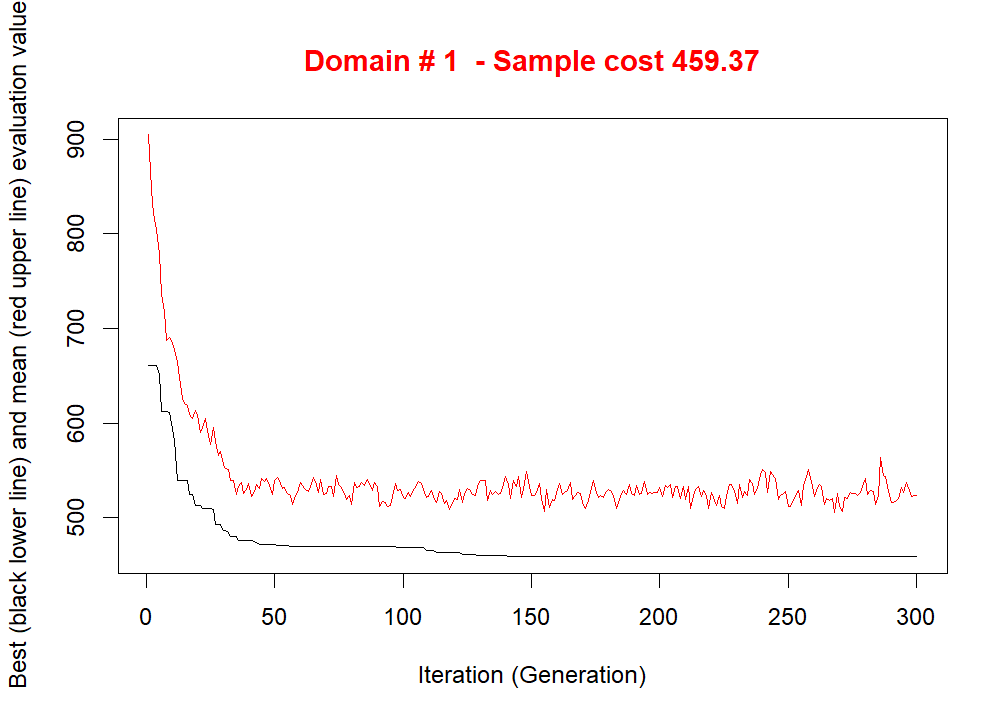 Domain # 1  - Sample cost 459.37
Best (black lower line) and mean (red upper line) evaluation value
900
800
700
600
500
0 50 100 150 200 250 300
Iteration (Generation)